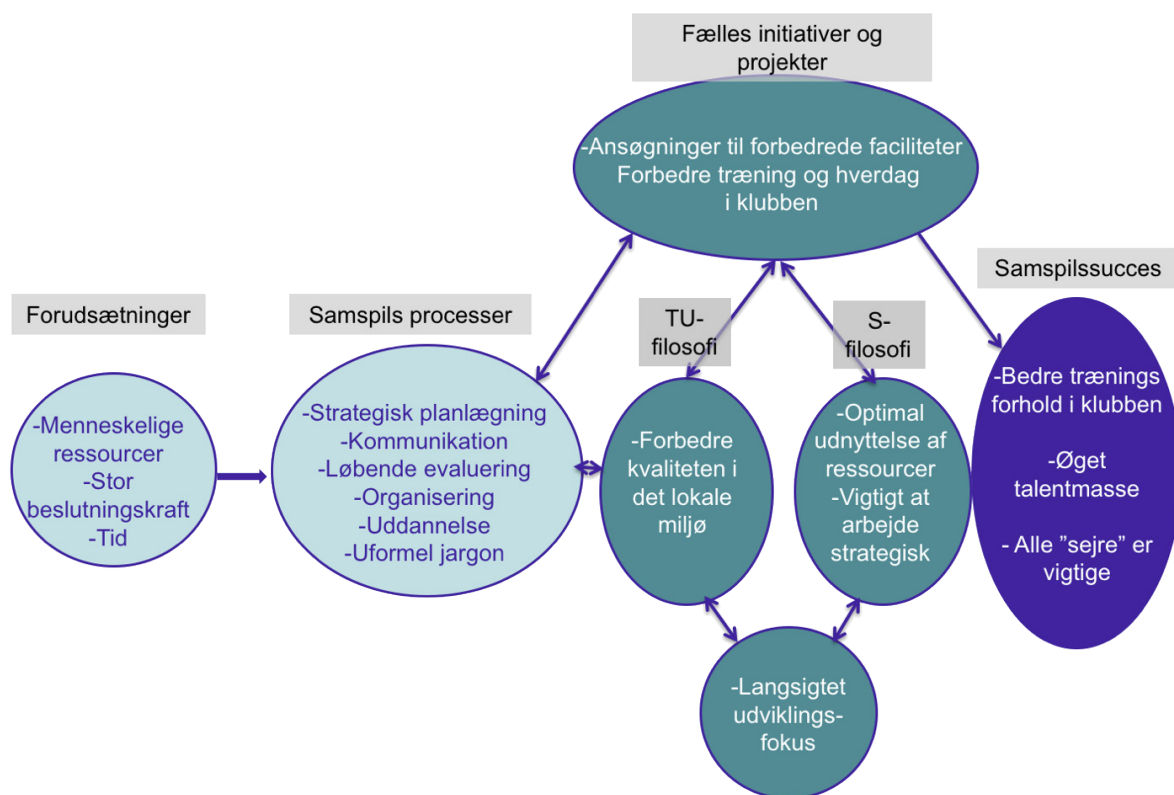 Fælles initiativer og
projekter
-Ansøgninger til forbedrede faciliteter
Forbedre træning og hverdag
i klubben
Forudsætninger
-Menneskelige
ressourcer
-Stor
beslutningskraft
-Tid
Samspils processer
-Strategisk planlægning
-Kommunikation
-Løbende evaluering
-Organisering
-Uddannelse
-Uformel jargon
TU-
filosofi
-Forbedre
kvaliteten i
det lokale
miljø
S-
filosofi
-Optimal
udnyttelse af
ressourcer
-Vigtigt at
arbejde
strategisk
-Langsigtet
udviklings-
fokus
Samspilssucces
-Bedre trænings
forhold i klubben
-Øget
talentmasse
- Alle ”sejre” er
vigtige